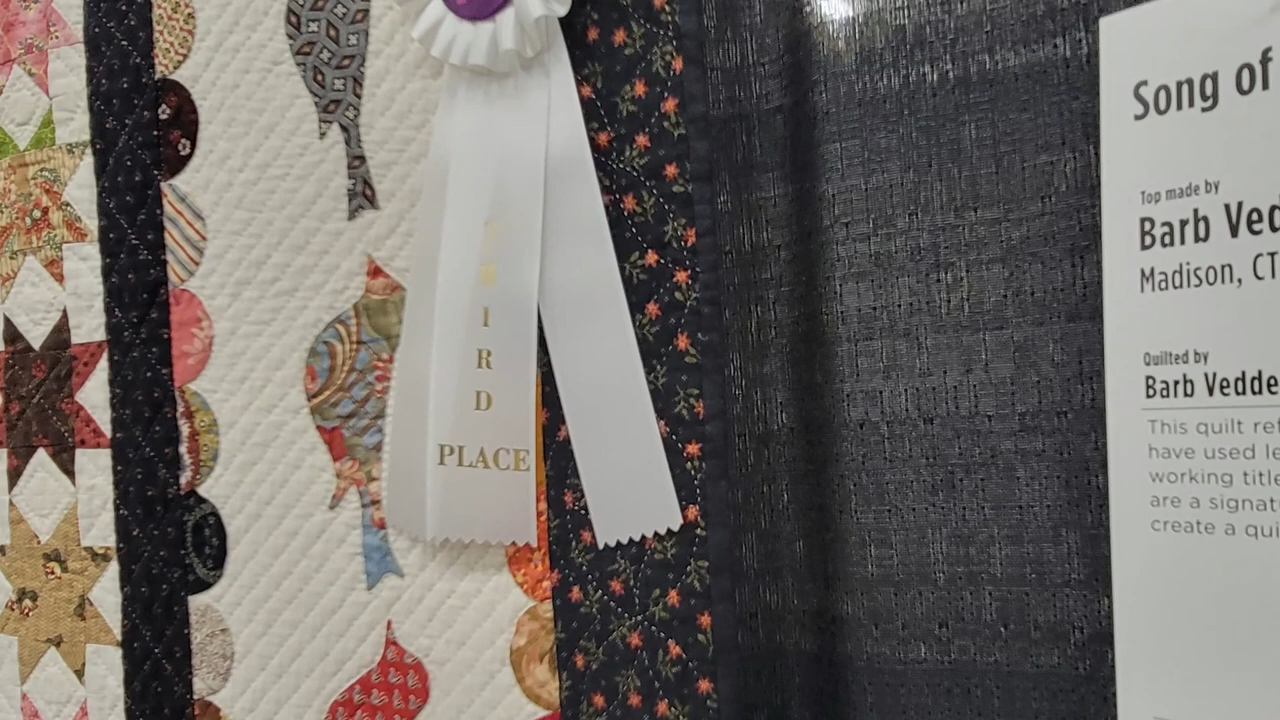 THIRD
PLACE
Song of
Top made by
Barb Ved
Madison, CT
Quilted by
Barb Vedde
This quilt ref
have used le
working title
are a signat
create a qui